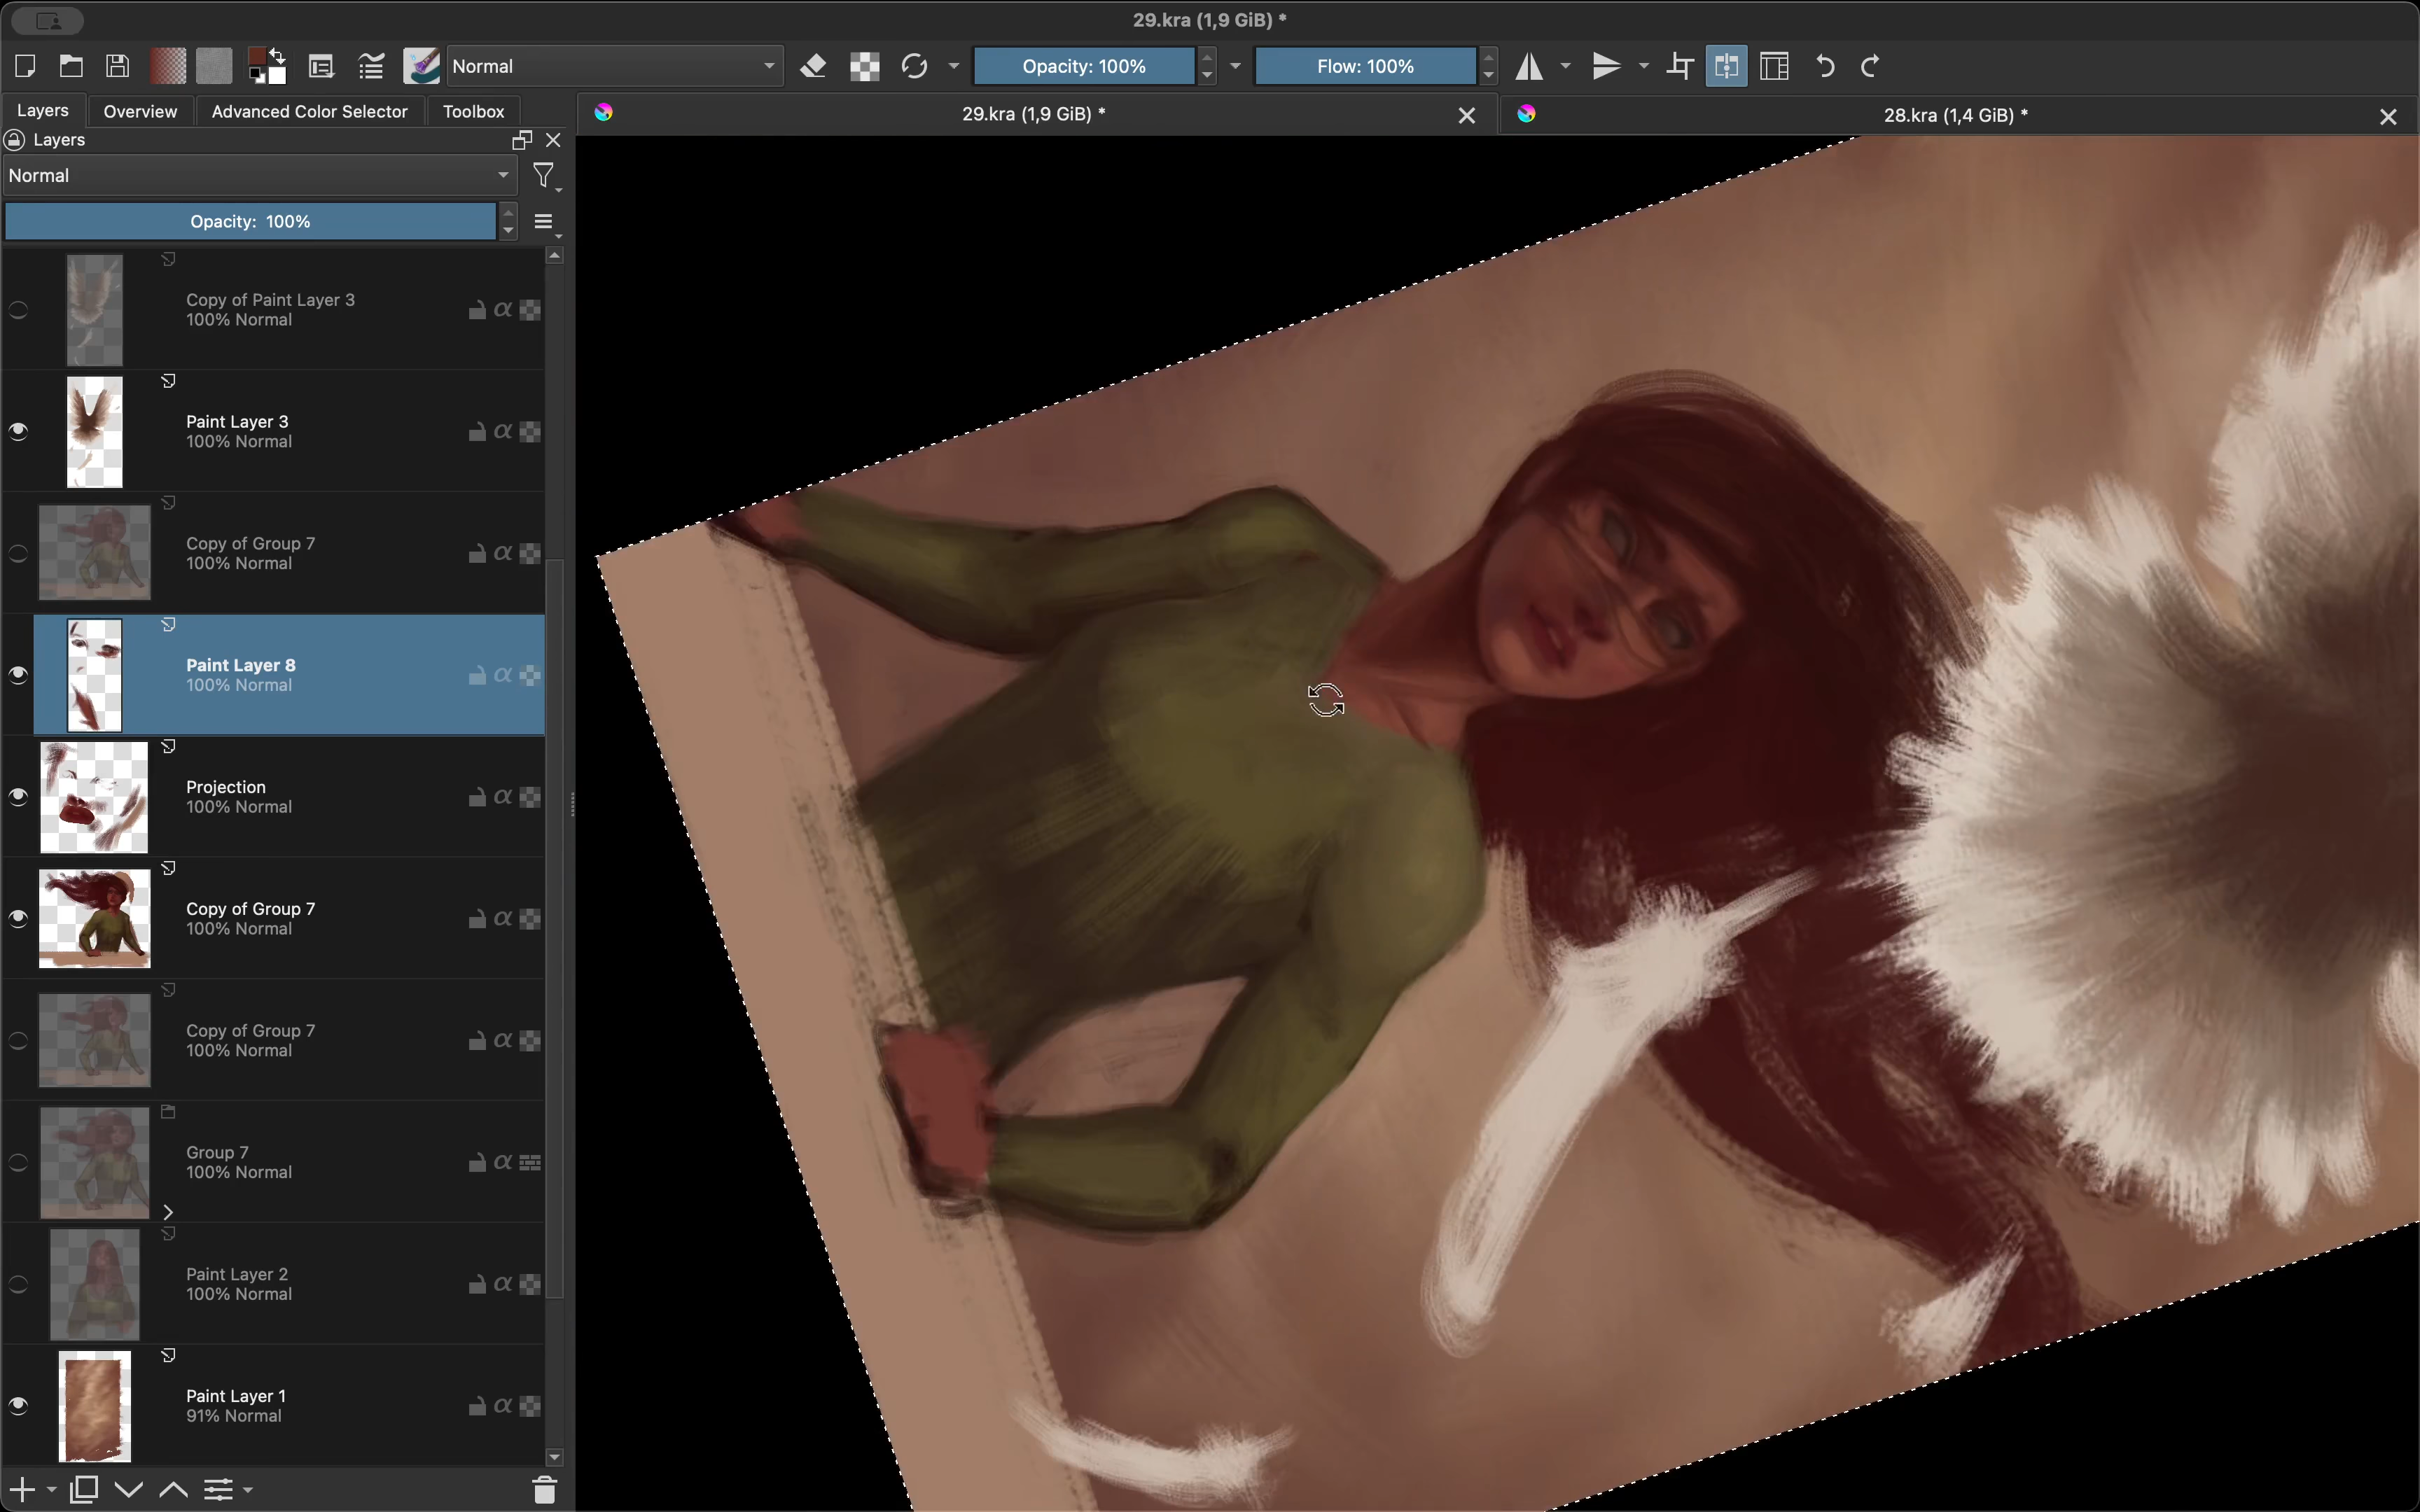 29.kra (1,9 GiB) *
Normal
Opacity: 100%
Flow: 100%
Layers
Overview
Advanced Color Selector
Toolbox
29.kra (1,9 GiB) *
28.kra (1,4 GiB) *
Layers
Normal
Opacity: 100%
Copy of Paint Layer 3
100% Normal
Paint Layer 3
100% Normal
Copy of Group 7
100% Normal
Paint Layer 8
100% Normal
Projection
100% Normal
Copy of Group 7
100% Normal
Copy of Group 7
100% Normal
Group 7
100% Normal
Paint Layer 2
100% Normal
Paint Layer 1
91% Normal